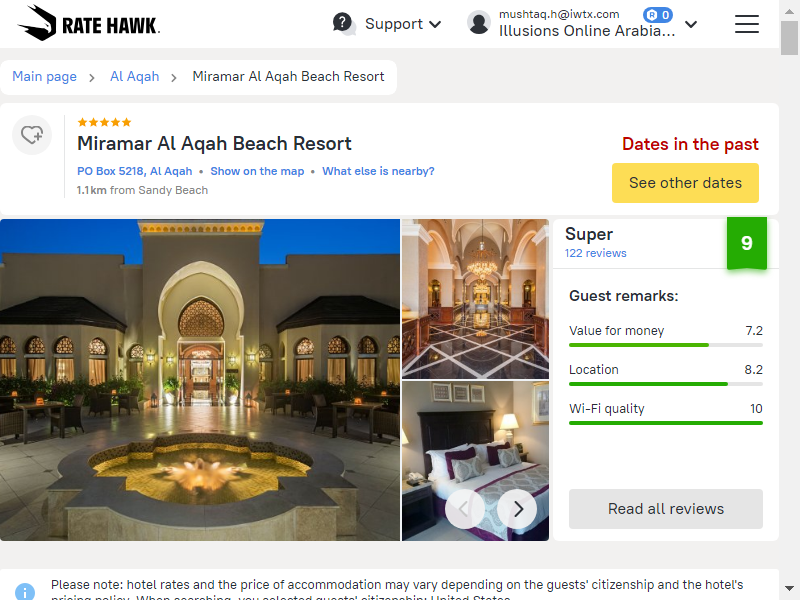 RATE HAWK.
? Support
mushtaq.h@iwtx.com R 0
Illusions Online Arabia...
Main page > Al Aqah > Miramar Al Aqah Beach Resort
Miramar Al Aqah Beach Resort
PO Box 5218, Al Aqah • Show on the map • What else is nearby?
1.1km from Sandy Beach
Dates in the past
See other dates
Super
122 reviews
9
Guest remarks:
Value for money 7.2
Location 8.2
Wi-Fi quality 10
Read all reviews
i Please note: hotel rates and the price of accommodation may vary depending on the guests' citizenship and the hotel's
pricing policy. When searching, you selected guests' citizenship: United States